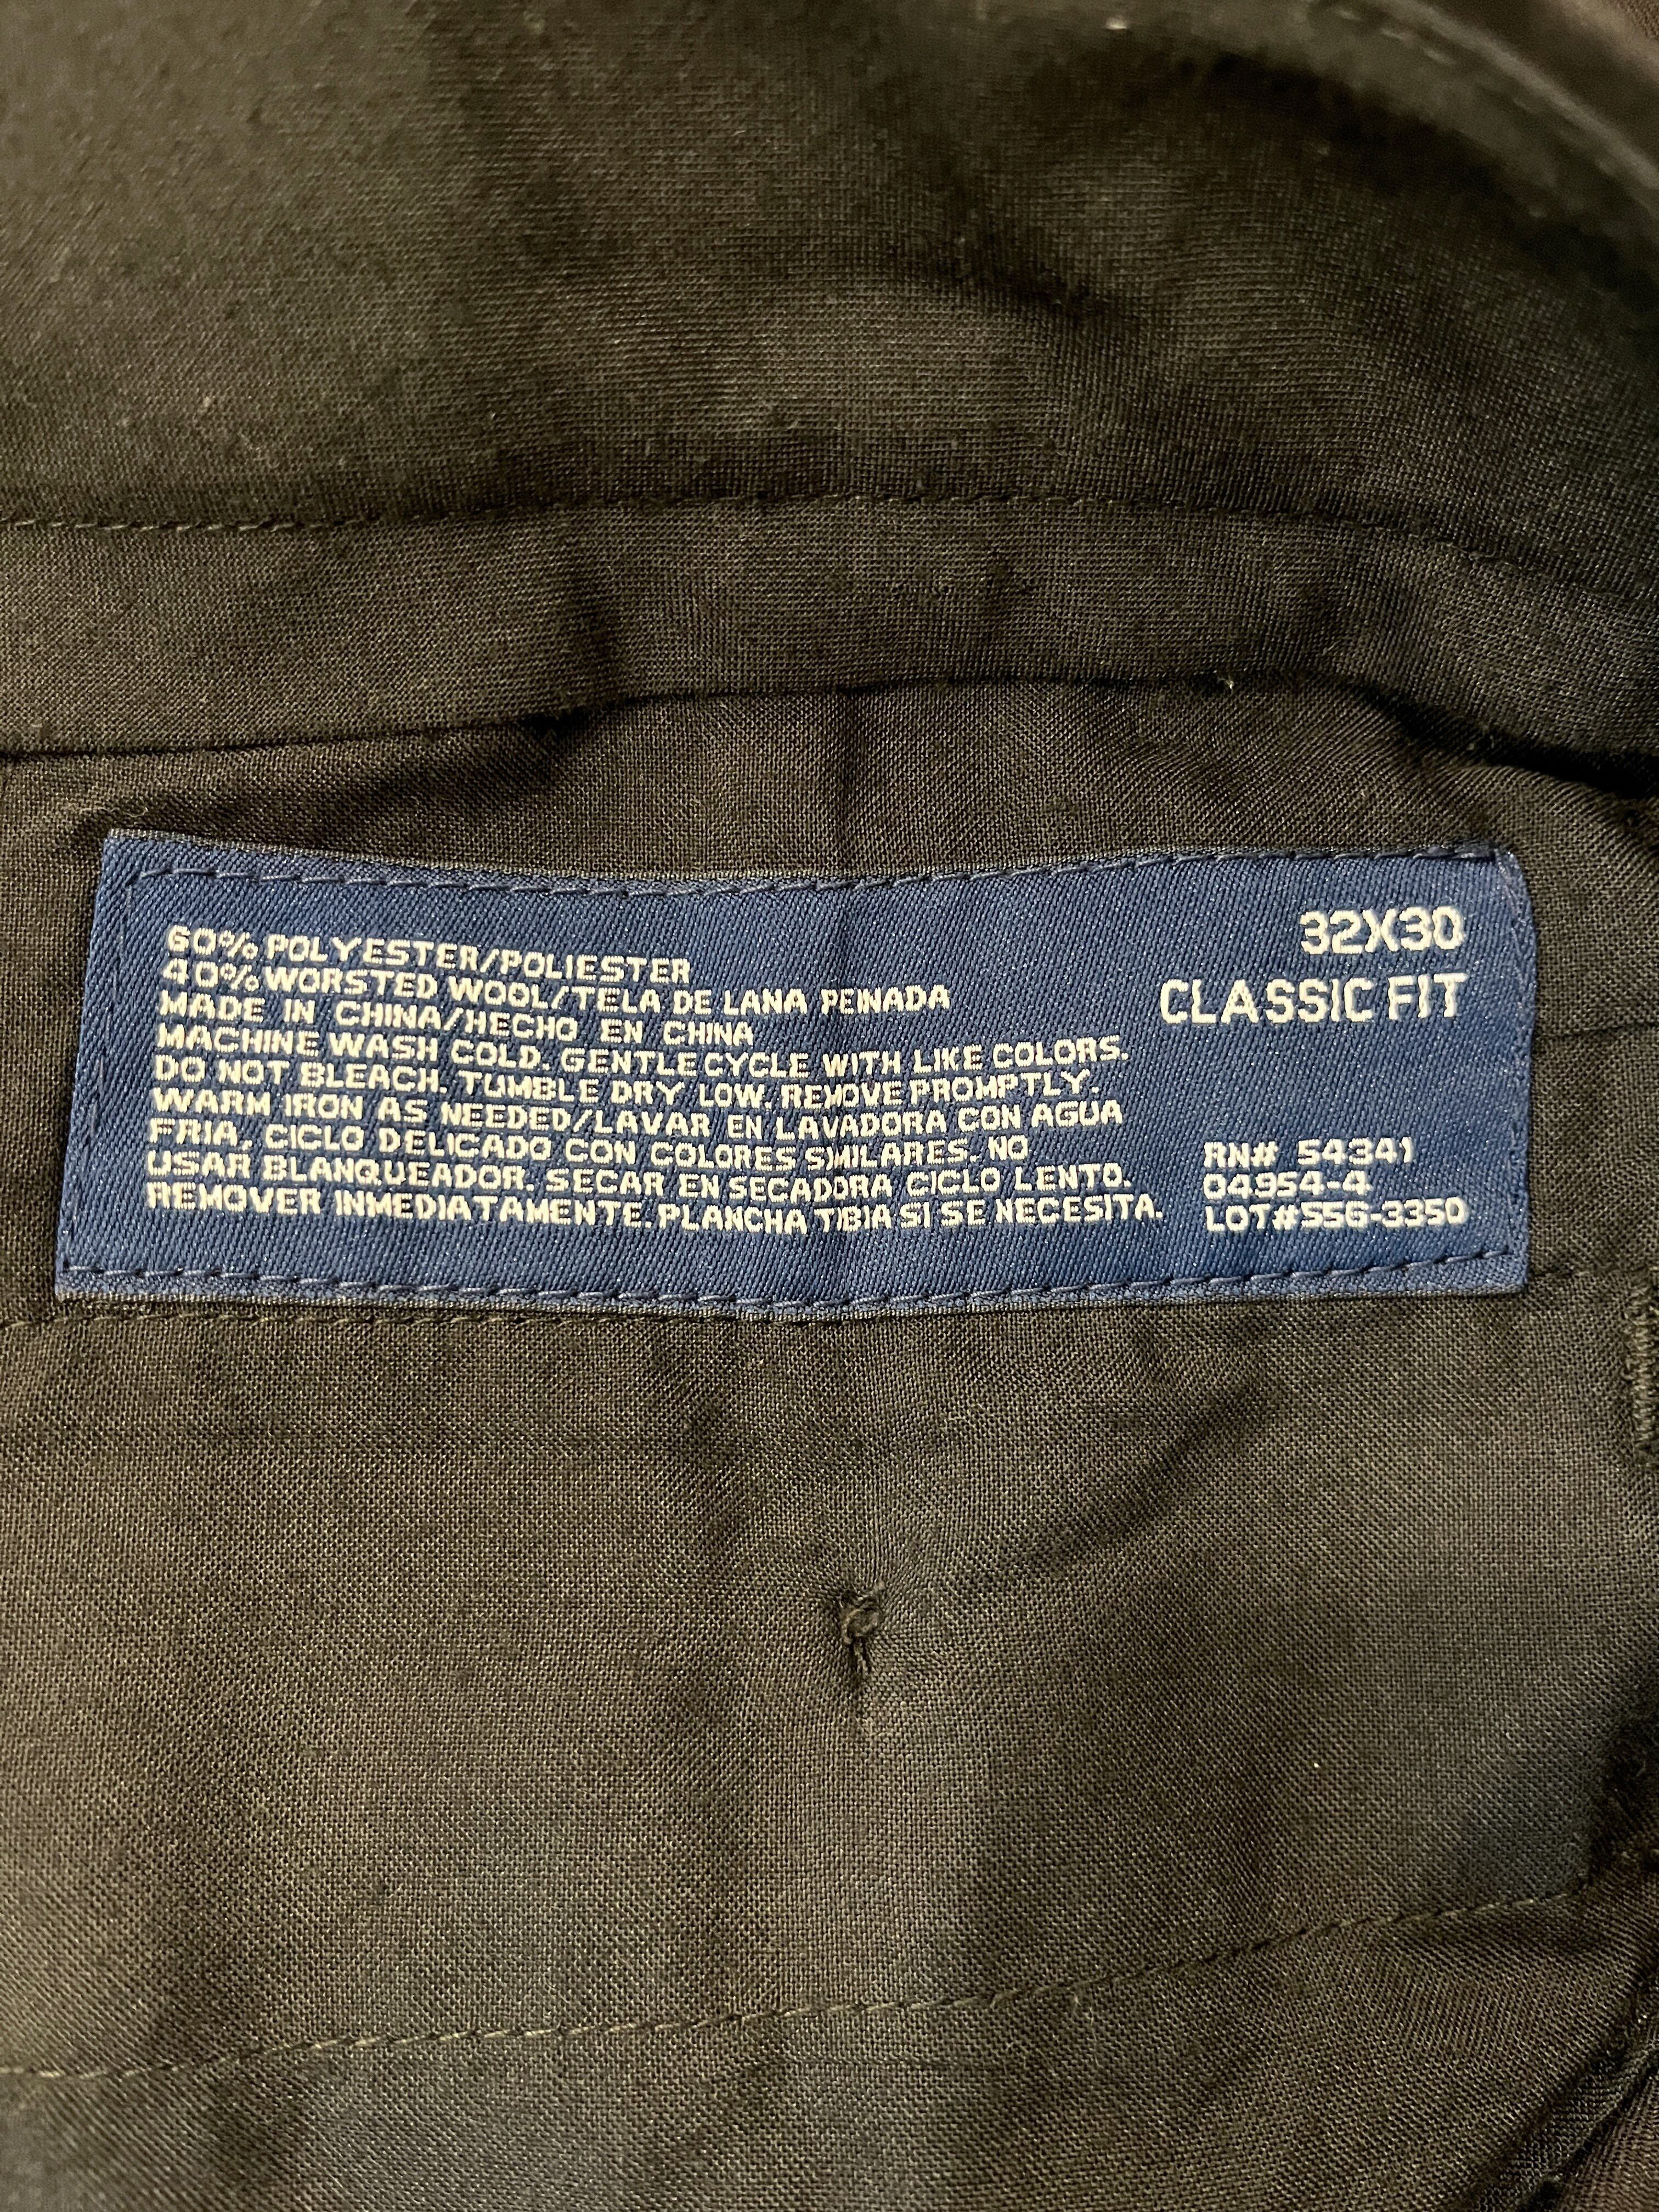 60% POLYESTER/POLIESTER
40% WORSTED WOOL/TELA DE LANA PEINADA
MADE IN CHINA/HECHO EN CHINA
MACHINE WASH COLD. GENTLE CYCLE WITH LIKE COLORS.
DO NOT BLEACH. TUMBLE DRY LOW. REMOVE PROMPTLY.
WARM IRON AS NEEDED/LAVAR EN LAVADORA CON AGUA
FRIA. CICLO DELICADO CON COLORES SIMILARES. NO
USAR BLANQUEADOR. SECAR EN SECADORA CICLO LENTO.
REMOVER INMEDIATAMENTE. PLANCHA TIBIA SI SE NECESITA.
32X30
CLASSIC FIT
RN# 54341
04954-4
LOT#556-3350